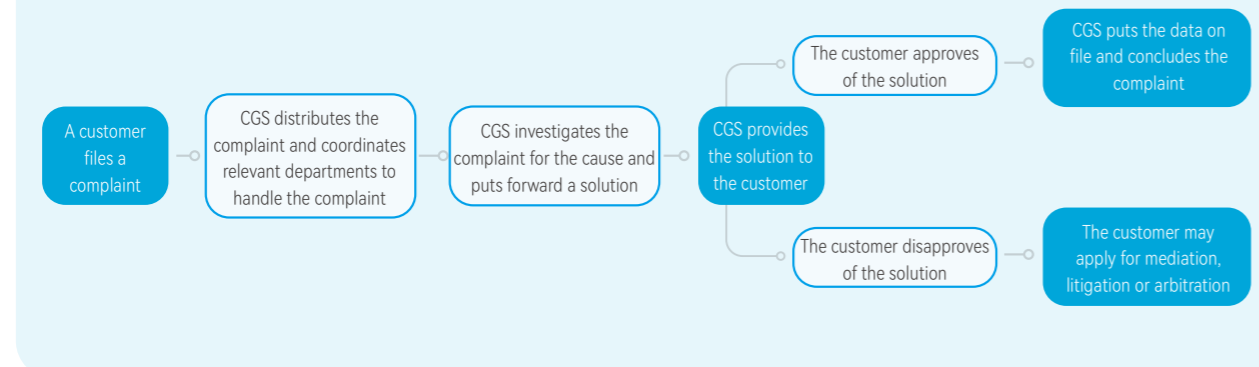 A customer
files a
complaint
CGS distributes the
complaint and coordinates
relevant departments to
handle the complaint
CGS investigates the
complaint for the cause and
puts forward a solution
CGS provides
the solution to
the customer
The customer approves
of the solution
CGS puts the data on
file and concludes the
complaint
The customer disapproves
of the solution
The customer may
apply for mediation,
litigation or arbitration